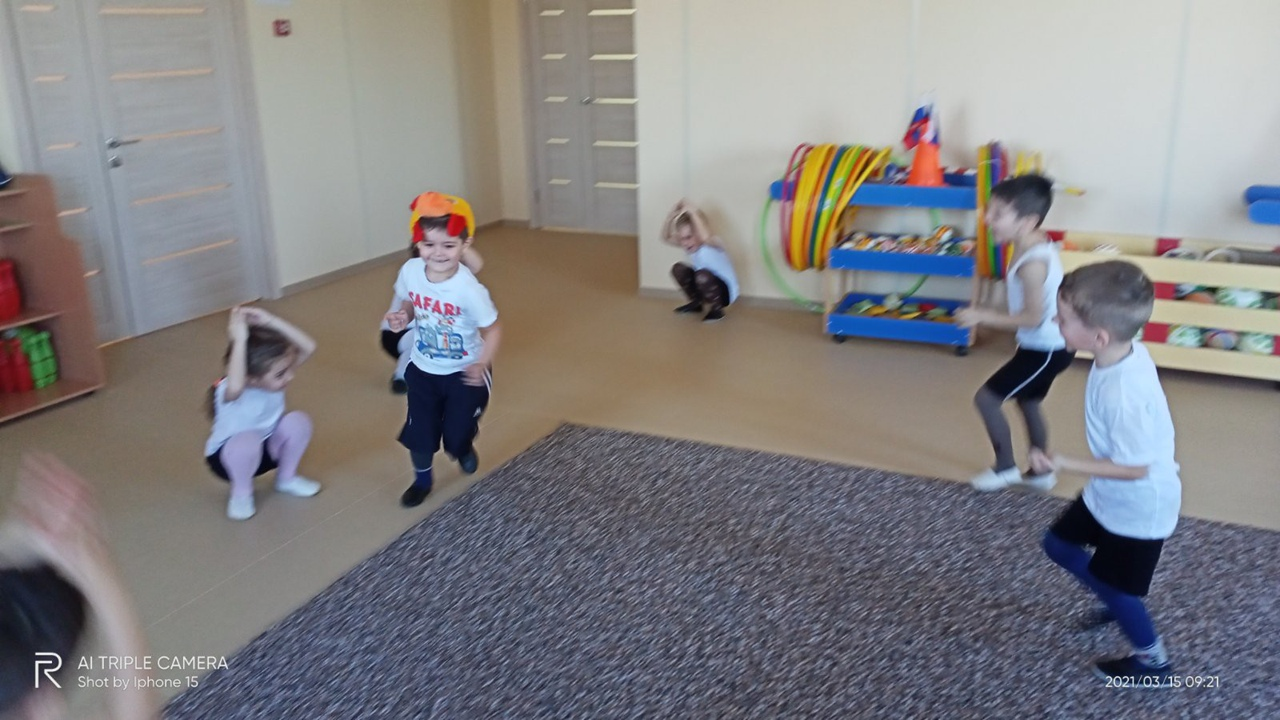 SAFARI
AI TRIPLE CAMERA
Shot by Iphone 15
2021/03/15 09:21